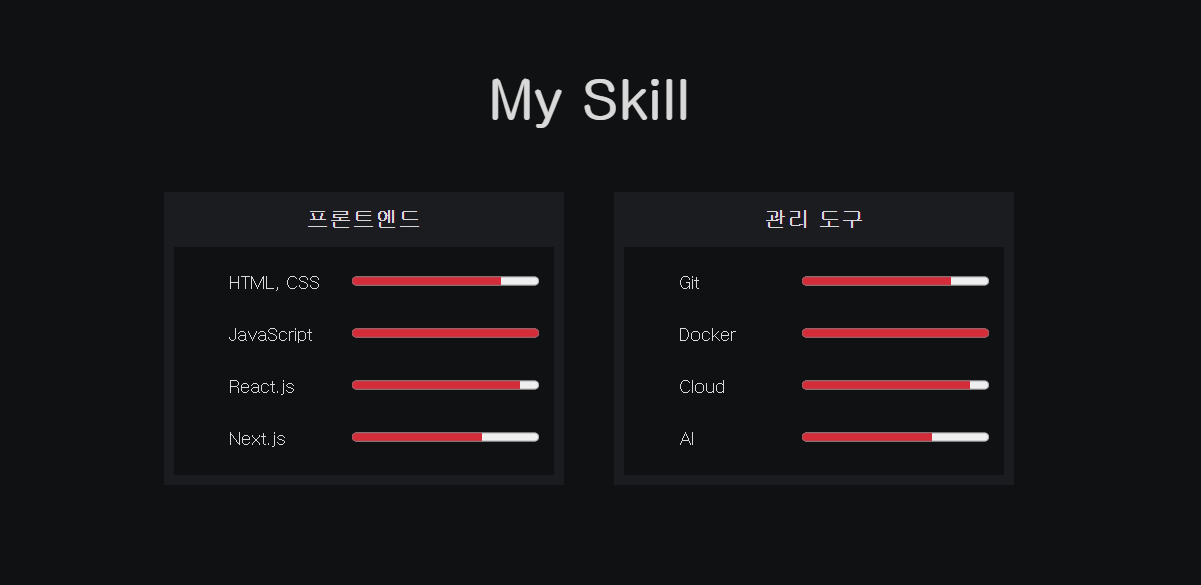 My Skill
프론트엔드
HTML, CSS
JavaScript
React.js
Next.js
관리 도구
Git
Docker
Cloud
AI